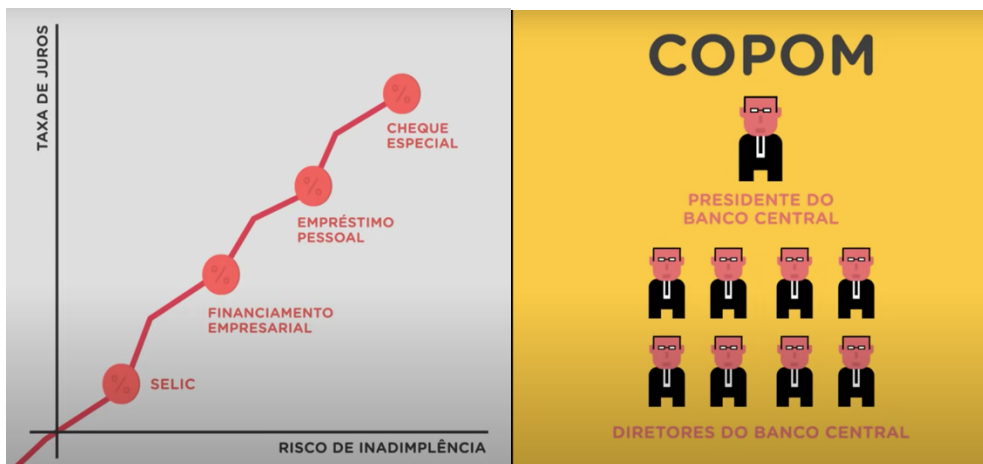 TAXA DE JUROS
CHEQUE
ESPECIAL
EMPRÉSTIMO
PESSOAL
FINANCIAMENTO
EMPRESARIAL
SELIC
RISCO DE INADIMPLÊNCIA
COPOM
PRESIDENTE DO
BANCO CENTRAL
DIRETORES DO BANCO CENTRAL